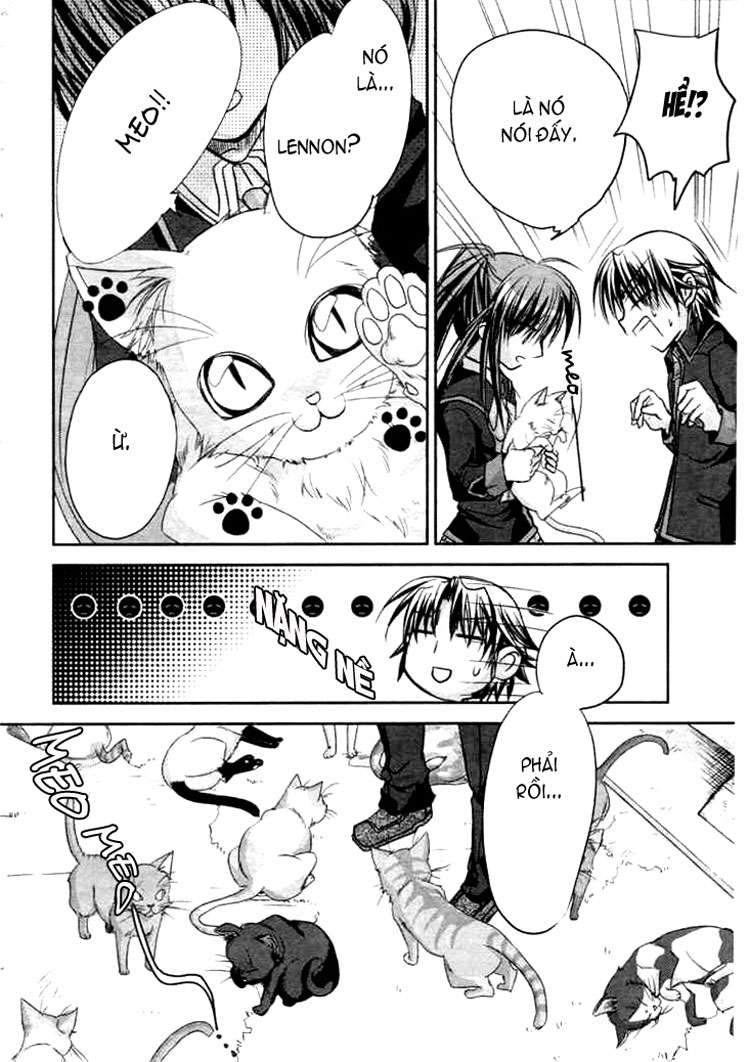 HỂ!?
LÀ NÓ
NÓI ĐẤY.
MEO
NÓ
LÀ...
LENNON?
MEO!!
Ừ.
NẶNG NỀ
À...
PHẢI
RỒI...
MEO MEO